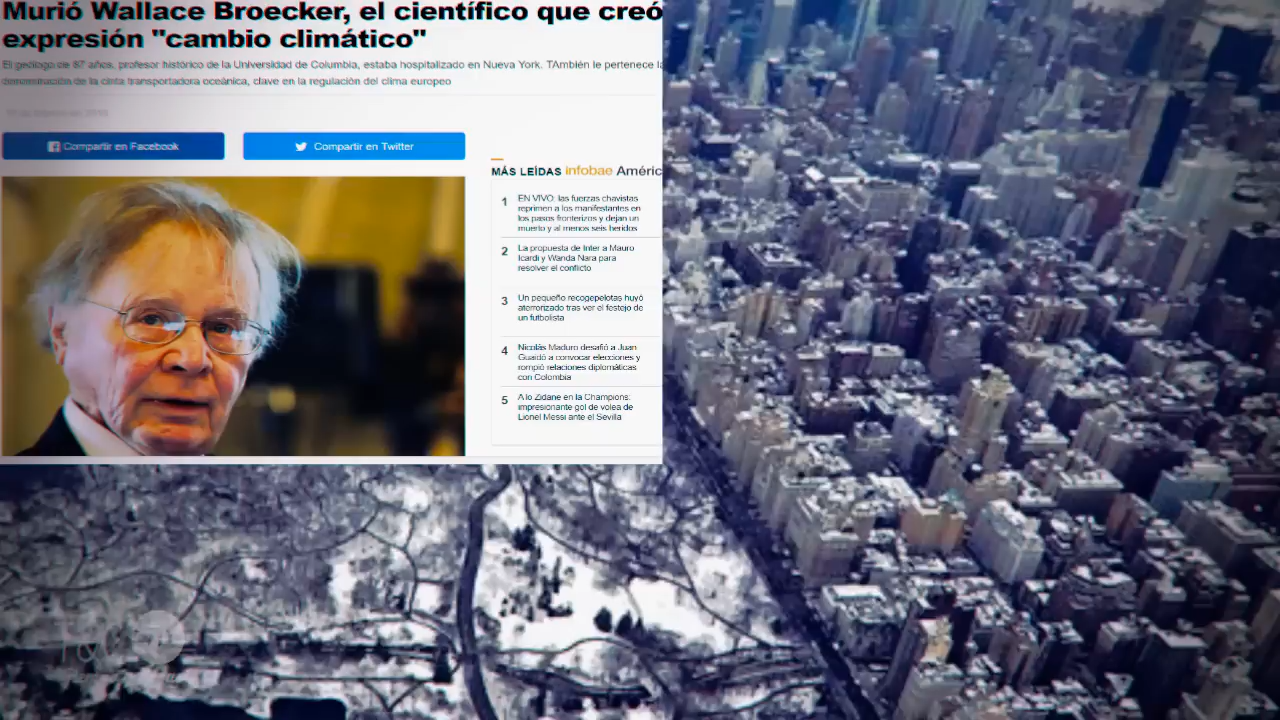 Murió Wallace Broecker, el científico que creó
expresión "cambio climático"
El geólogo de 87 años, profesor histórico de la Universidad de Columbia, estaba hospitalizado en Nueva York. TAmbién le pertenece la
denominación de la cinta transportadora oceánica, clave en la regulación del clima europeo
Compartir en Facebook
Compartir en Twitter
MÁS LEÍDAS infobae Améric
1 EN VIVO: las fuerzas chavistas
reprimen a los manifestantes en
los pasos fronterizos y dejan un
muerto y al menos seis heridos
2 La propuesta de Inter a Mauro
Icardi y Wanda Nara para
resolver el conflicto
3 Un pequeño recogepelotas huyó
aterrorizado tras ver el festejo de
un futbolista
4 Nicolás Maduro desafió a Juan
Guaidó a convocar elecciones y
rompió relaciones diplomáticas
con Colombia
5 A lo Zidane en la Champions:
impresionante gol de volea de
Lionel Messi ante el Sevilla